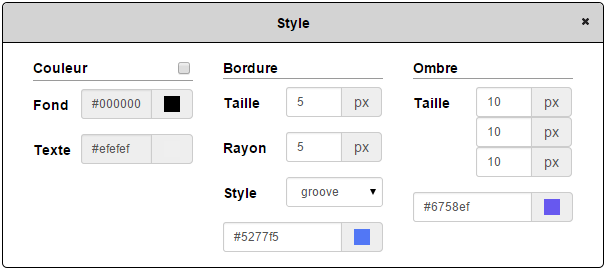 Style ×
Couleur
Fond #000000
Texte #efefef
Bordure
Taille 5 px
Rayon 5 px
Style groove
#5277f5
Ombre
Taille 10 px
10 px
10 px
#6758ef